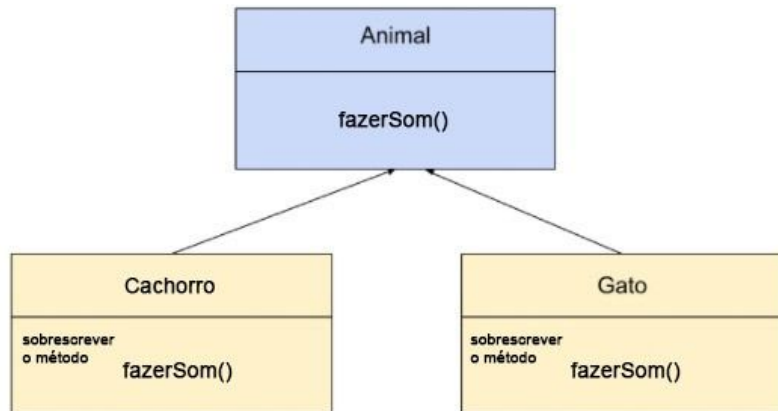 Animal
fazerSom()
Cachorro
sobrescrever
o método
fazerSom()
Gato
sobrescrever
o método
fazerSom()